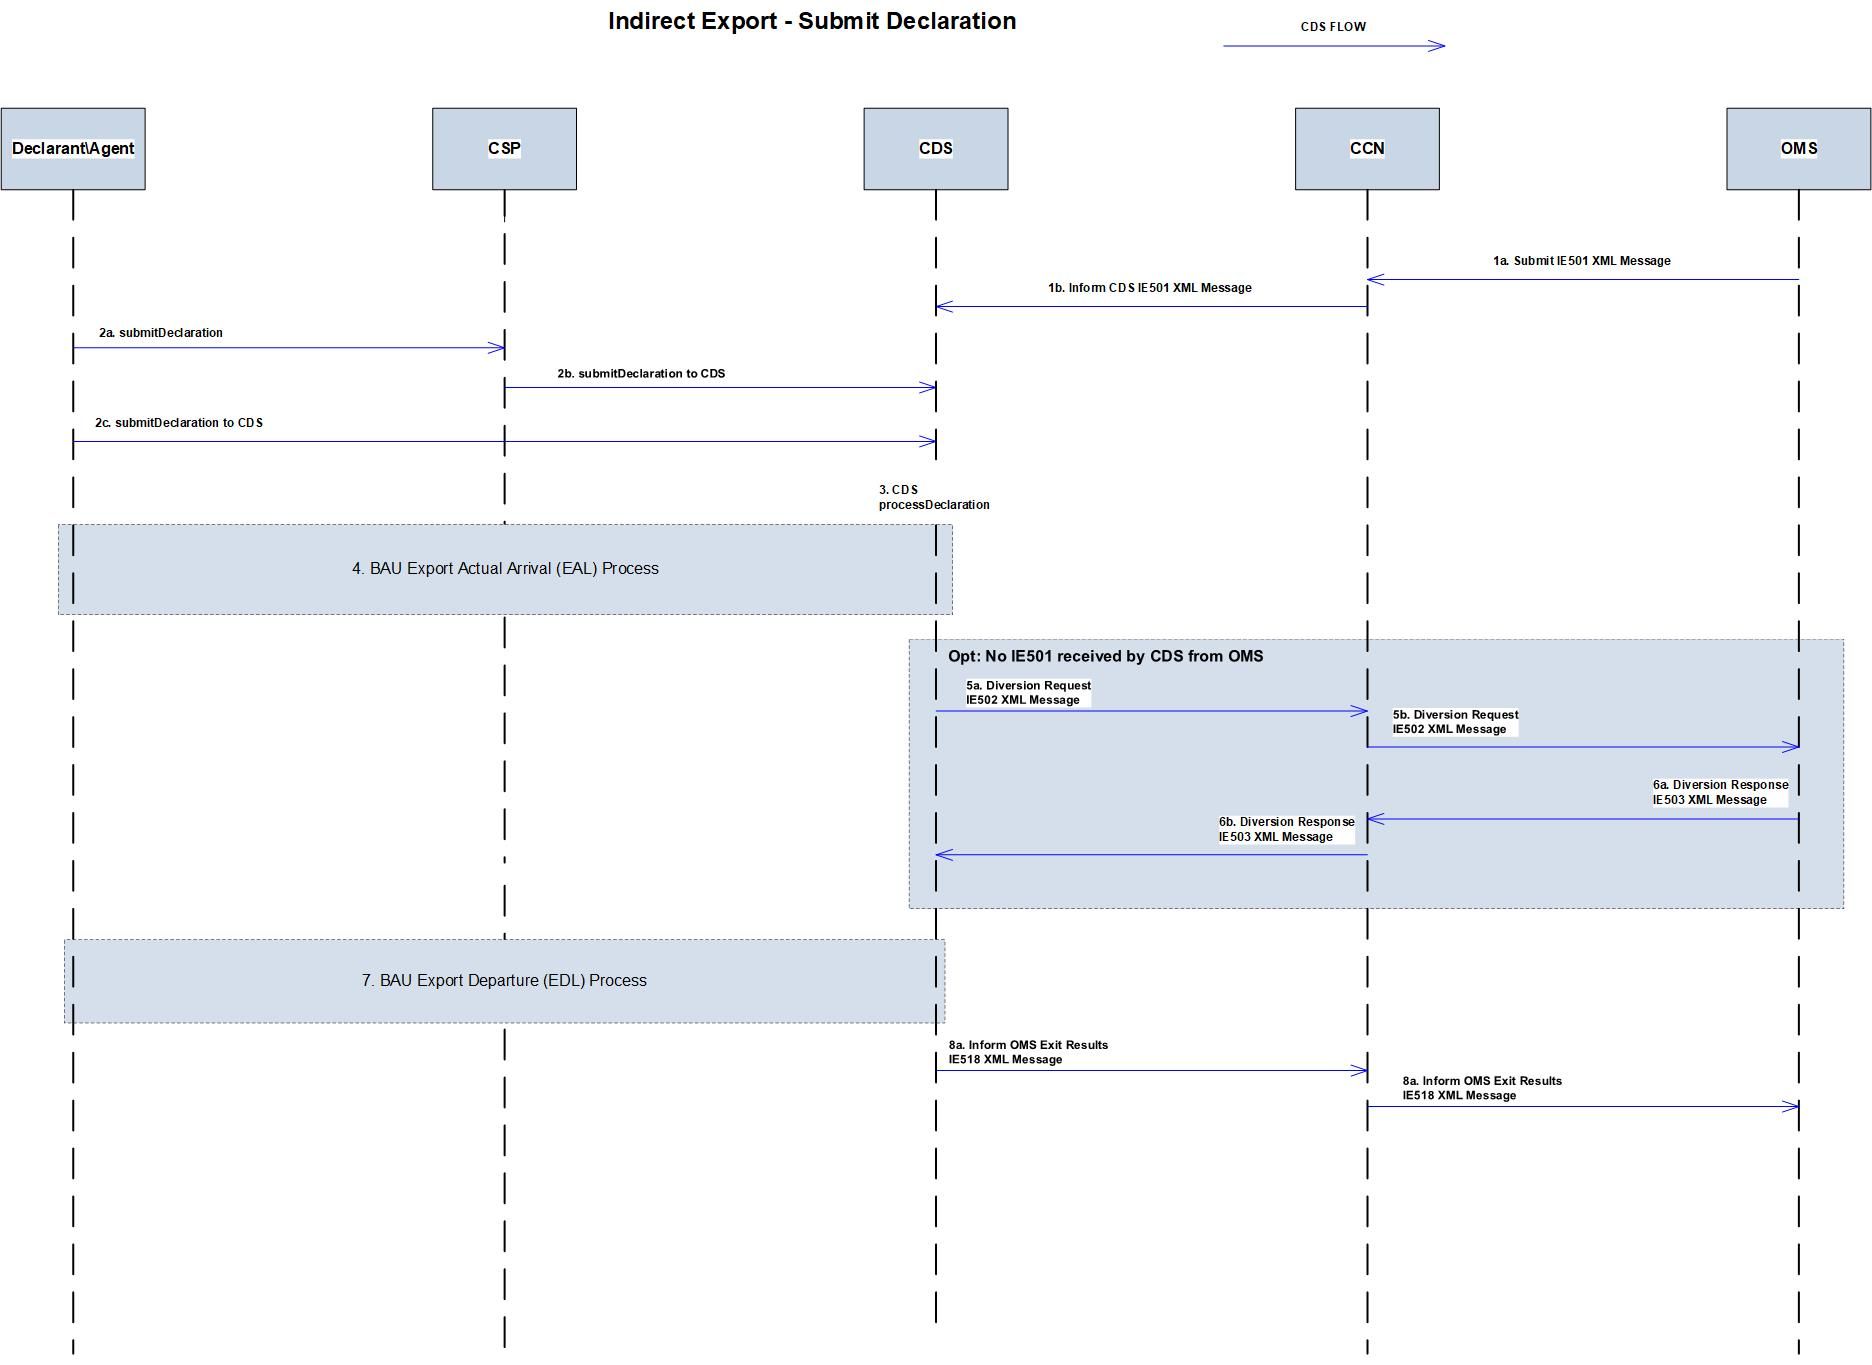 Indirect Export - Submit Declaration
CDS FLOW
Declarant\Agent
CSP
CDS
CCN
OMS
1a. Submit IE501 XML Message
1b. Inform CDS IE501 XML Message
2a. submitDeclaration
2b. submitDeclaration to CDS
2c. submitDeclaration to CDS
3. CDS
processDeclaration
4. BAU Export Actual Arrival (EAL) Process
Opt: No IE501 received by CDS from OMS
5a. Diversion Request
IE502 XML Message
5b. Diversion Request
IE502 XML Message
6a. Diversion Response
IE503 XML Message
6b. Diversion Response
IE503 XML Message
7. BAU Export Departure (EDL) Process
8a. Inform OMS Exit Results
IE518 XML Message
8a. Inform OMS Exit Results
IE518 XML Message